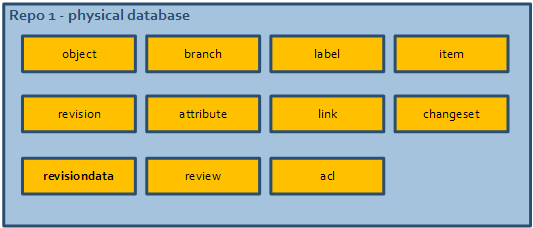 Repo 1 - physical database
object
branch
label
item
revision
attribute
link
changeset
revisiondata
review
acl